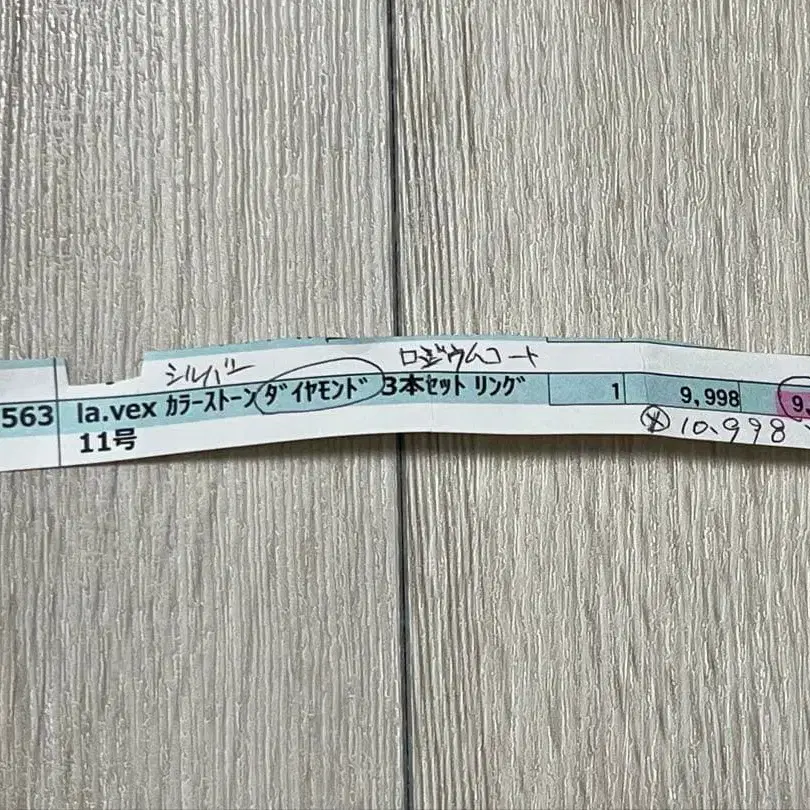 シルバー ロジウムコート
563 la.vex ｶﾗｰｽﾄｰﾝ ﾀﾞｲﾔﾓﾝﾄﾞ 3本ｾｯﾄ ﾘﾝｸﾞ 1 9,998 9,
11号 ※ 10,998